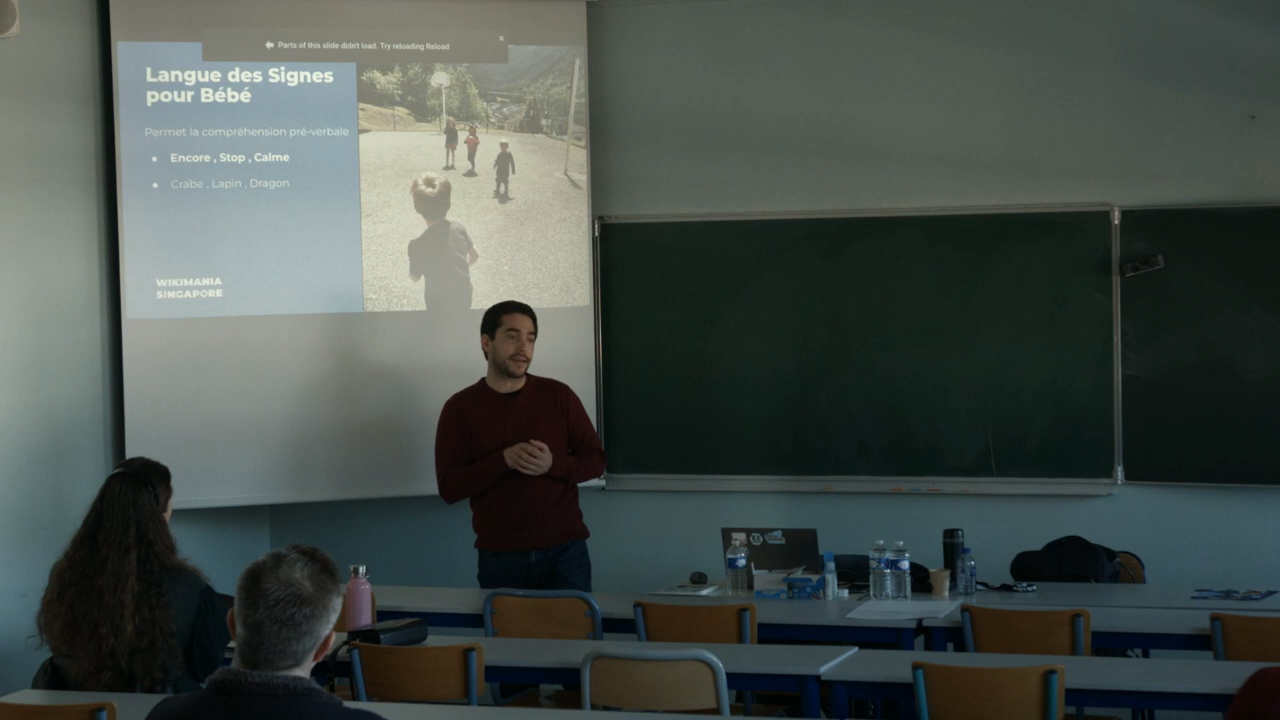 Parts of this slide didn't load. Try reloading Reload
Langue des Signes
pour Bébé
Permet la compréhension pré-verbale
Encore , Stop , Calme
Crabe , Lapin , Dragon
WIKIMANIA
SINGAPORE